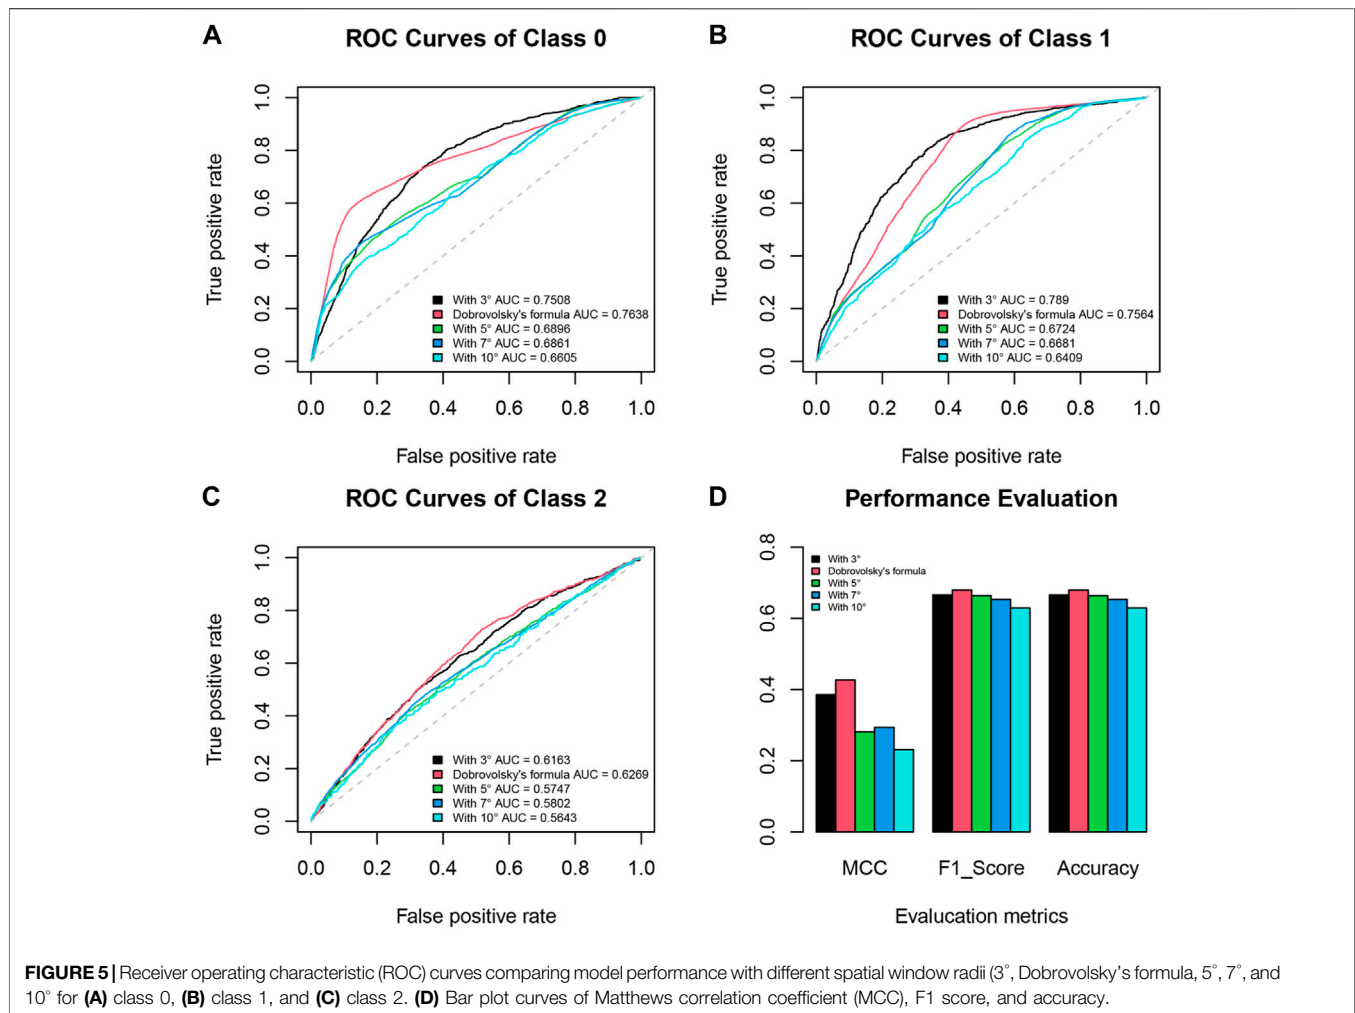 A
ROC Curves of Class 0
True positive rate
1.0
0.8
0.6
0.4
0.2
0.0
With 3° AUC = 0.7508
Dobrovolsky's formula AUC = 0.7638
With 5° AUC = 0.6896
With 7° AUC = 0.6861
With 10° AUC = 0.6605
0.0 0.2 0.4 0.6 0.8 1.0
False positive rate
B
ROC Curves of Class 1
True positive rate
1.0
0.8
0.6
0.4
0.2
0.0
With 3° AUC = 0.789
Dobrovolsky's formula AUC = 0.7564
With 5° AUC = 0.6724
With 7° AUC = 0.6681
With 10° AUC = 0.6409
0.0 0.2 0.4 0.6 0.8 1.0
False positive rate
C
ROC Curves of Class 2
True positive rate
1.0
0.8
0.6
0.4
0.2
0.0
With 3° AUC = 0.6163
Dobrovolsky's formula AUC = 0.6269
With 5° AUC = 0.5747
With 7° AUC = 0.5802
With 10° AUC = 0.5643
0.0 0.2 0.4 0.6 0.8 1.0
False positive rate
D
Performance Evaluation
0.8
0.6
0.4
0.2
0.0
With 3°
Dobrovolsky's formula
With 5°
With 7°
With 10°
MCC F1_Score Accuracy
Evalucation metrics
FIGURE 5 | Receiver operating characteristic (ROC) curves comparing model performance with different spatial window radii (3°, Dobrovolsky's formula, 5°, 7°, and
10° for (A) class 0, (B) class 1, and (C) class 2. (D) Bar plot curves of Matthews correlation coefficient (MCC), F1 score, and accuracy.